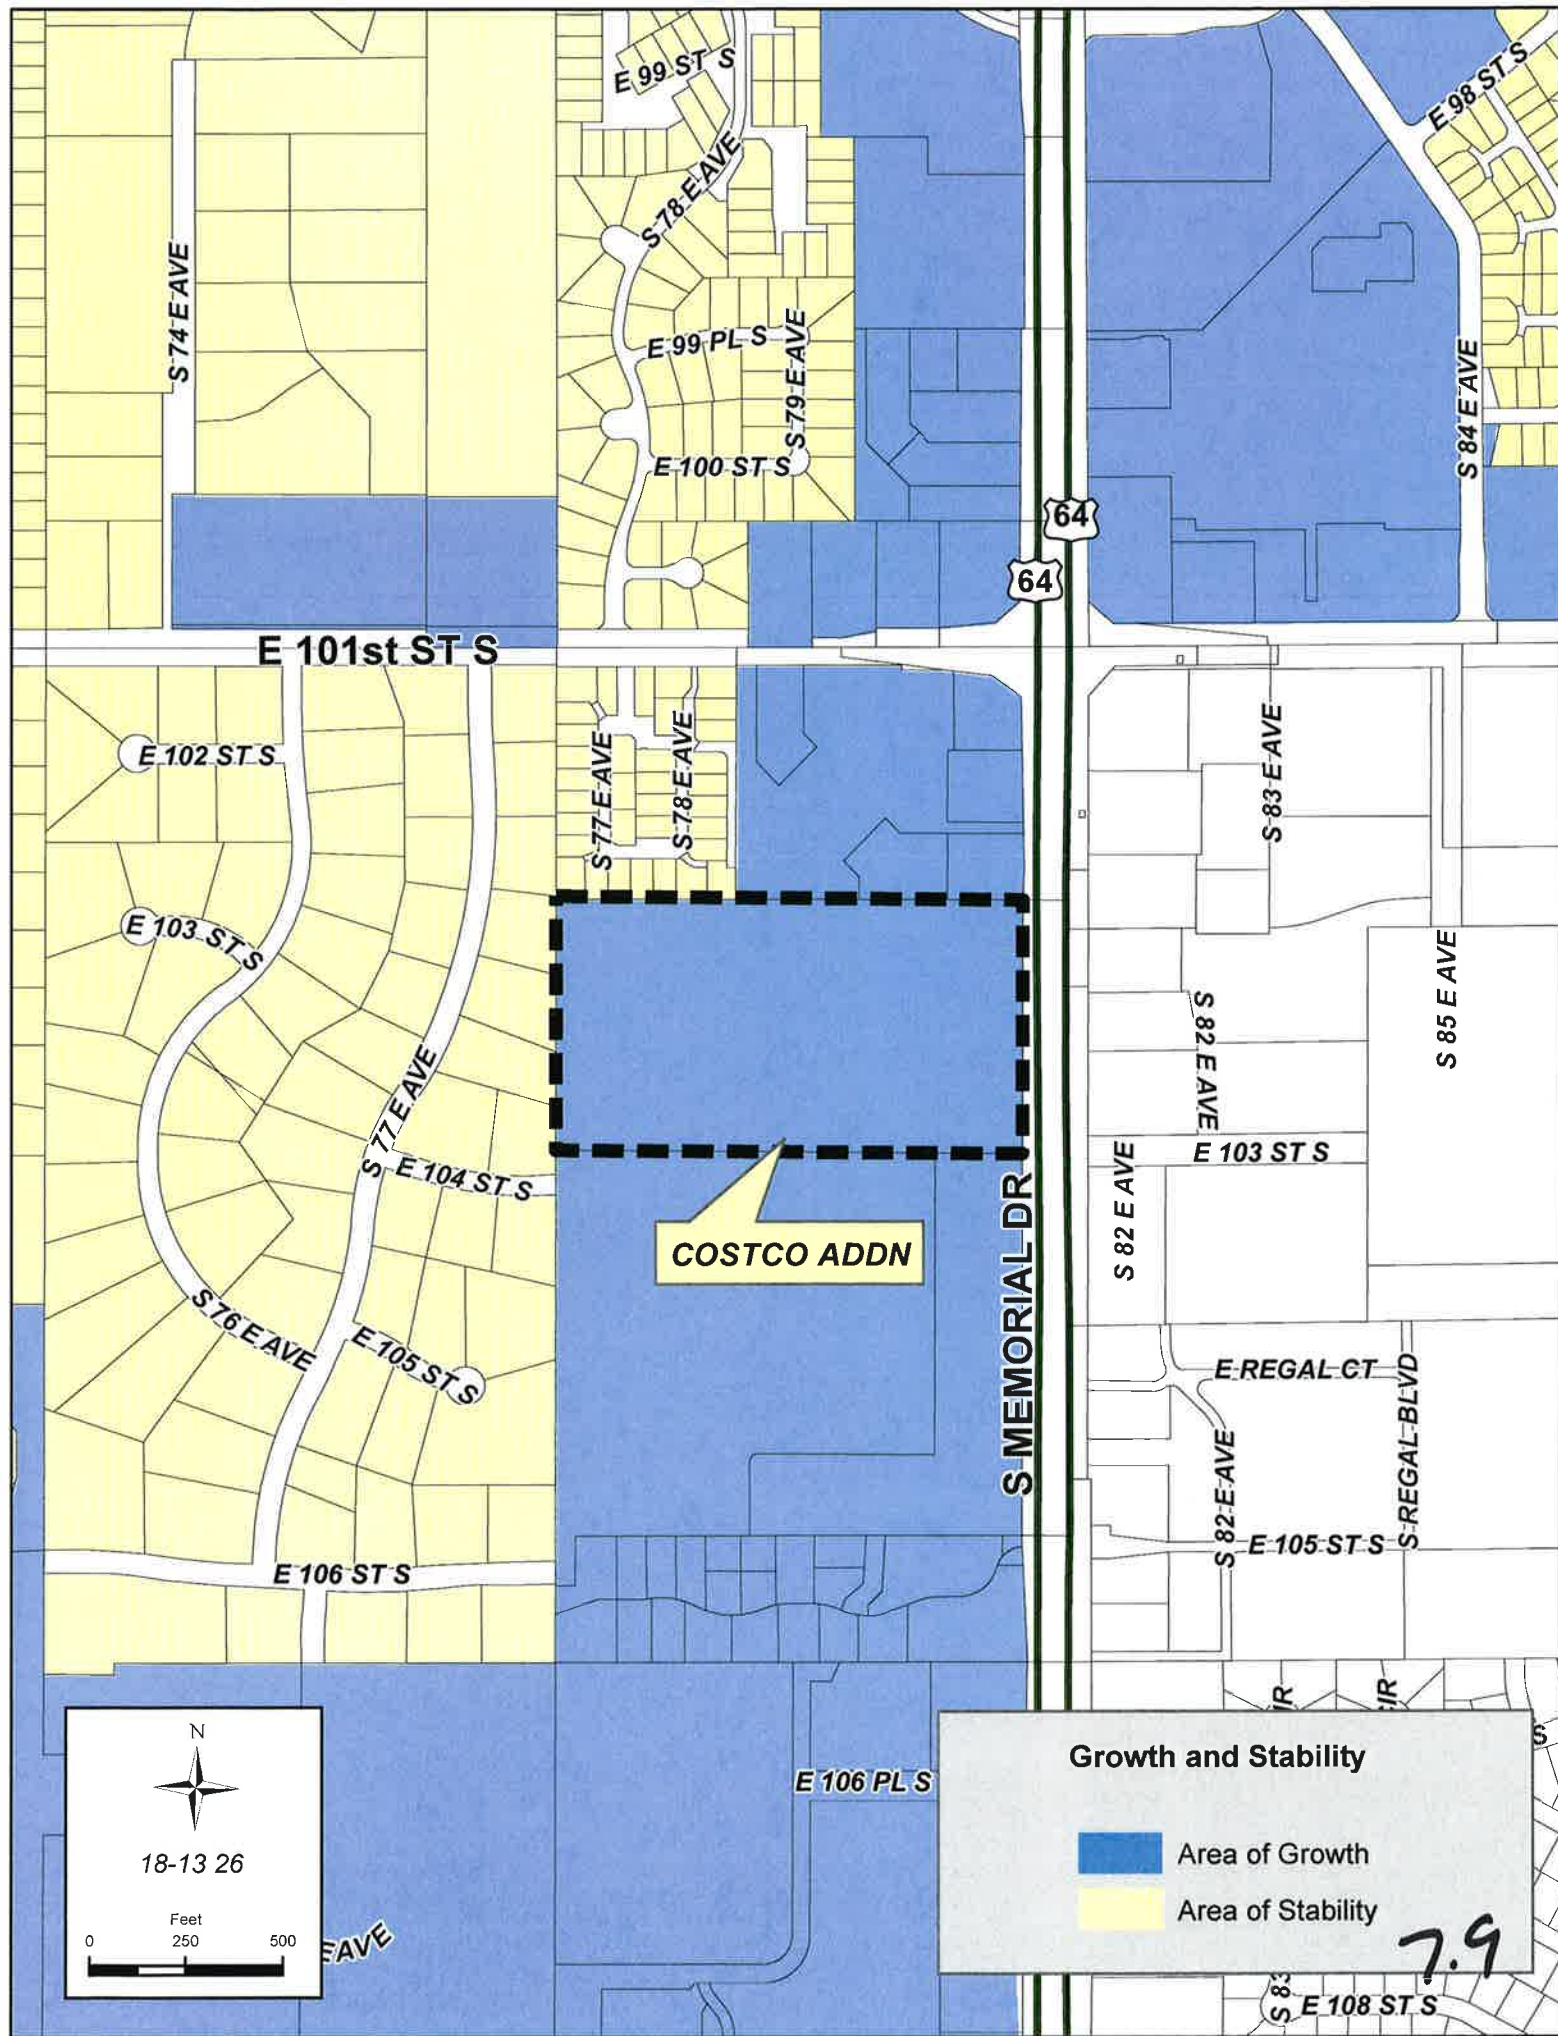 E 99 ST S
E 98 ST S
S 78 E AVE
S 74 E AVE
E 99 PL S
S 79 E AVE
S 84 E AVE
E 100 ST S
64
64
E 101st ST S
E 102 ST S
S 77 E AVE
S 78 E AVE
S 83 E AVE
E 103 ST S
S 85 E AVE
S 82 E AVE
S 77 E AVE
E 104 ST S
E 103 ST S
S 82 E AVE
COSTCO ADDN
S MEMORIAL DR
S 76 E AVE
E 105 ST S
E REGAL CT
S REGAL BLVD
S 82 E AVE
E 105 ST S
E 106 ST S
IR
CIR
S
E 106 PL S
N
18-13 26
Feet
0 250 500
E AVE
Growth and Stability
Area of Growth
Area of Stability
7.9
S 83
E 108 ST S